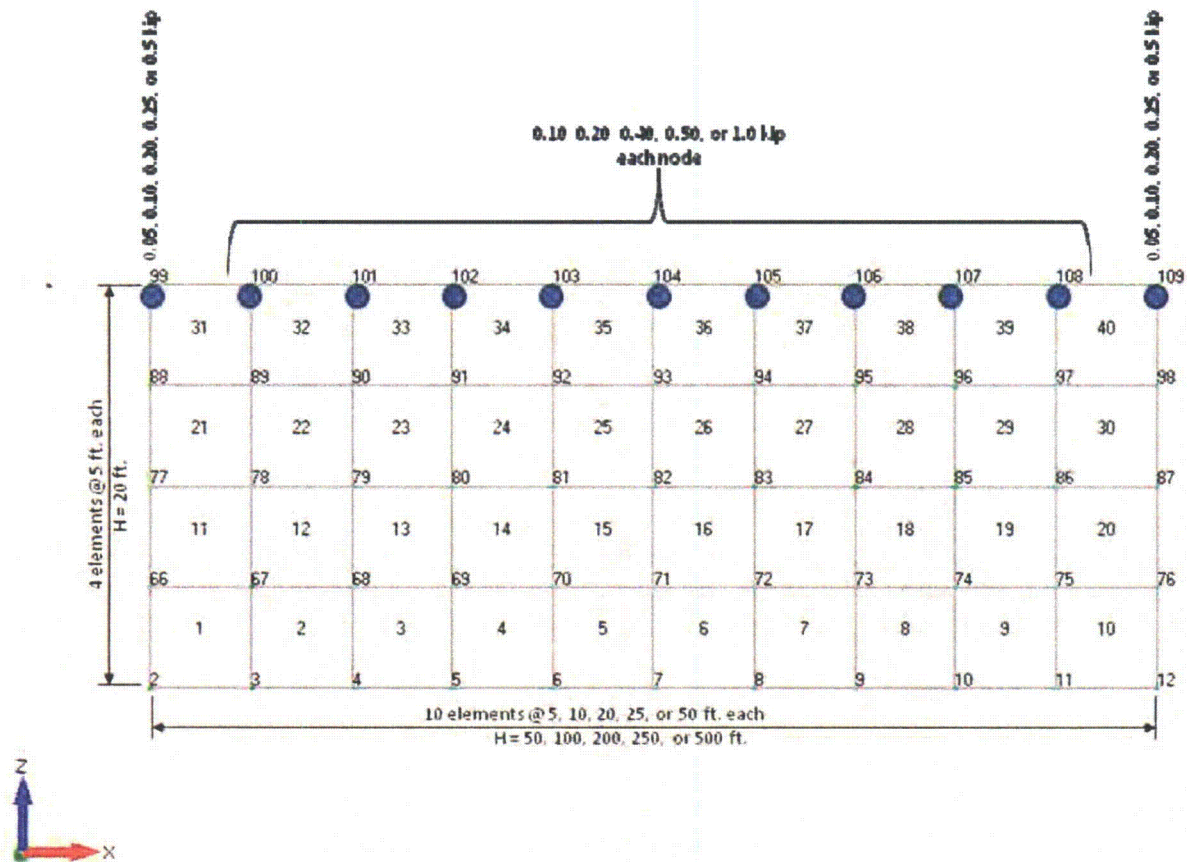 0.05, 0.10, 0.20, 0.25, or 0.5 kip
0.10 0.20 0.40, 0.50, or 1.0 kip
each node
0.05, 0.10, 0.20, 0.25, or 0.5 kip
99 100 101 102 103 104 105 106 107 108 109
31 32 33 34 35 36 37 38 39 40
88 89 90 91 92 93 94 95 96 97 98
21 22 23 24 25 26 27 28 29 30
4 elements @ 5 ft. each
H = 20 ft.
77 78 79 80 81 82 83 84 85 86 87
11 12 13 14 15 16 17 18 19 20
66 67 68 69 70 71 72 73 74 75 76
1 2 3 4 5 6 7 8 9 10
2 3 4 5 6 7 8 9 10 11 12
10 elements @ 5, 10, 20, 25, or 50 ft. each
H = 50, 100, 200, 250, or 500 ft.
Z
X